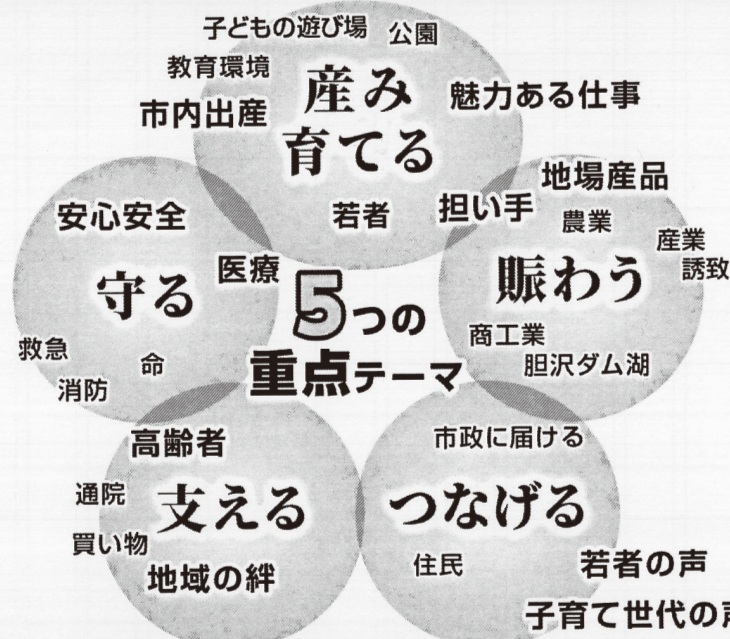 子どもの遊び場
公園
教育環境
市内出産
産み
育てる
魅力ある仕事
若者
担い手
地場産品
農業
産業
誘致
賑わう
商工業
胆沢ダム湖
安心安全
医療
守る
救急
命
消防
5つの
重点テーマ
高齢者
通院
支える
買い物
地域の絆
市政に届ける
つなげる
住民
若者の声
子育て世代の声